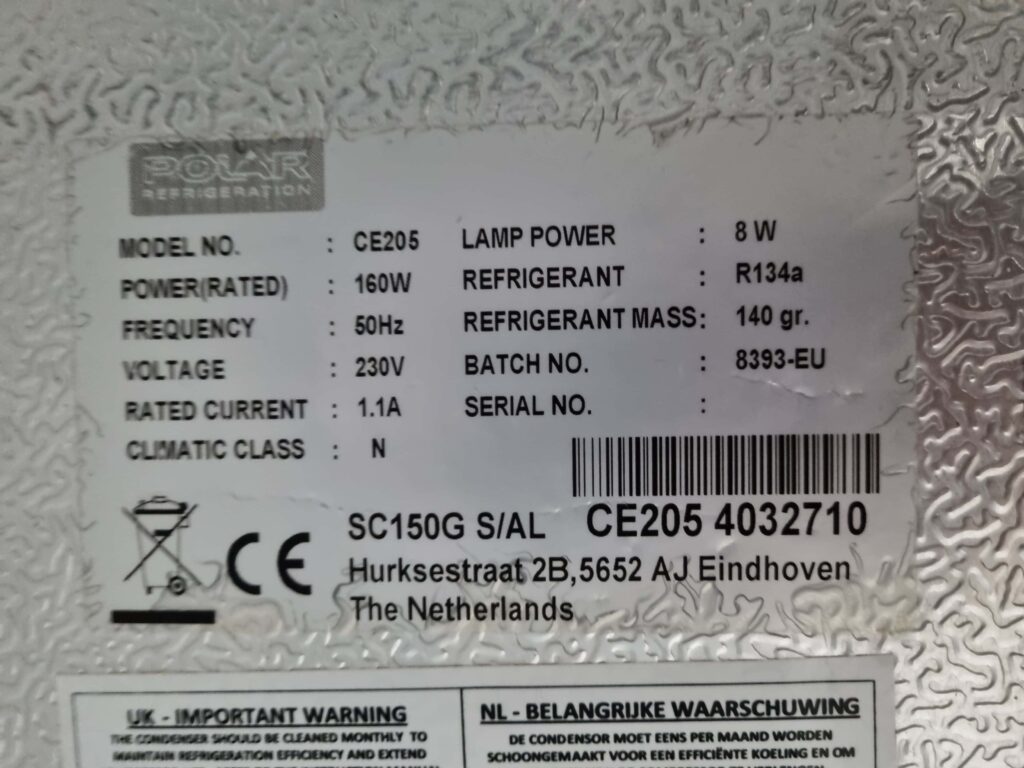 POLAR
REFRIGERATION
MODEL NO. : CE205
POWER(RATED) : 160W
FREQUENCY : 50Hz
VOLTAGE : 230V
RATED CURRENT : 1.1A
CLIMATIC CLASS : N
LAMP POWER : 8 W
REFRIGERANT : R134a
REFRIGERANT MASS: 140 gr.
BATCH NO. : 8393-EU
SERIAL NO. :
CE
SC150G S/AL CE205 4032710
Hurksestraat 2B,5652 AJ Eindhoven
The Netherlands
UK - IMPORTANT WARNING
THE CONDENSER SHOULD BE CLEANED MONTHLY TO
MAINTAIN REFRIGERATION EFFICIENCY AND EXTEND
NL - BELANGRIJKE WAARSCHUWING
DE CONDENSOR MOET EENS PER MAAND WORDEN
SCHOONGEMAAKT VOOR EEN EFFICIËNTE KOELING EN OM